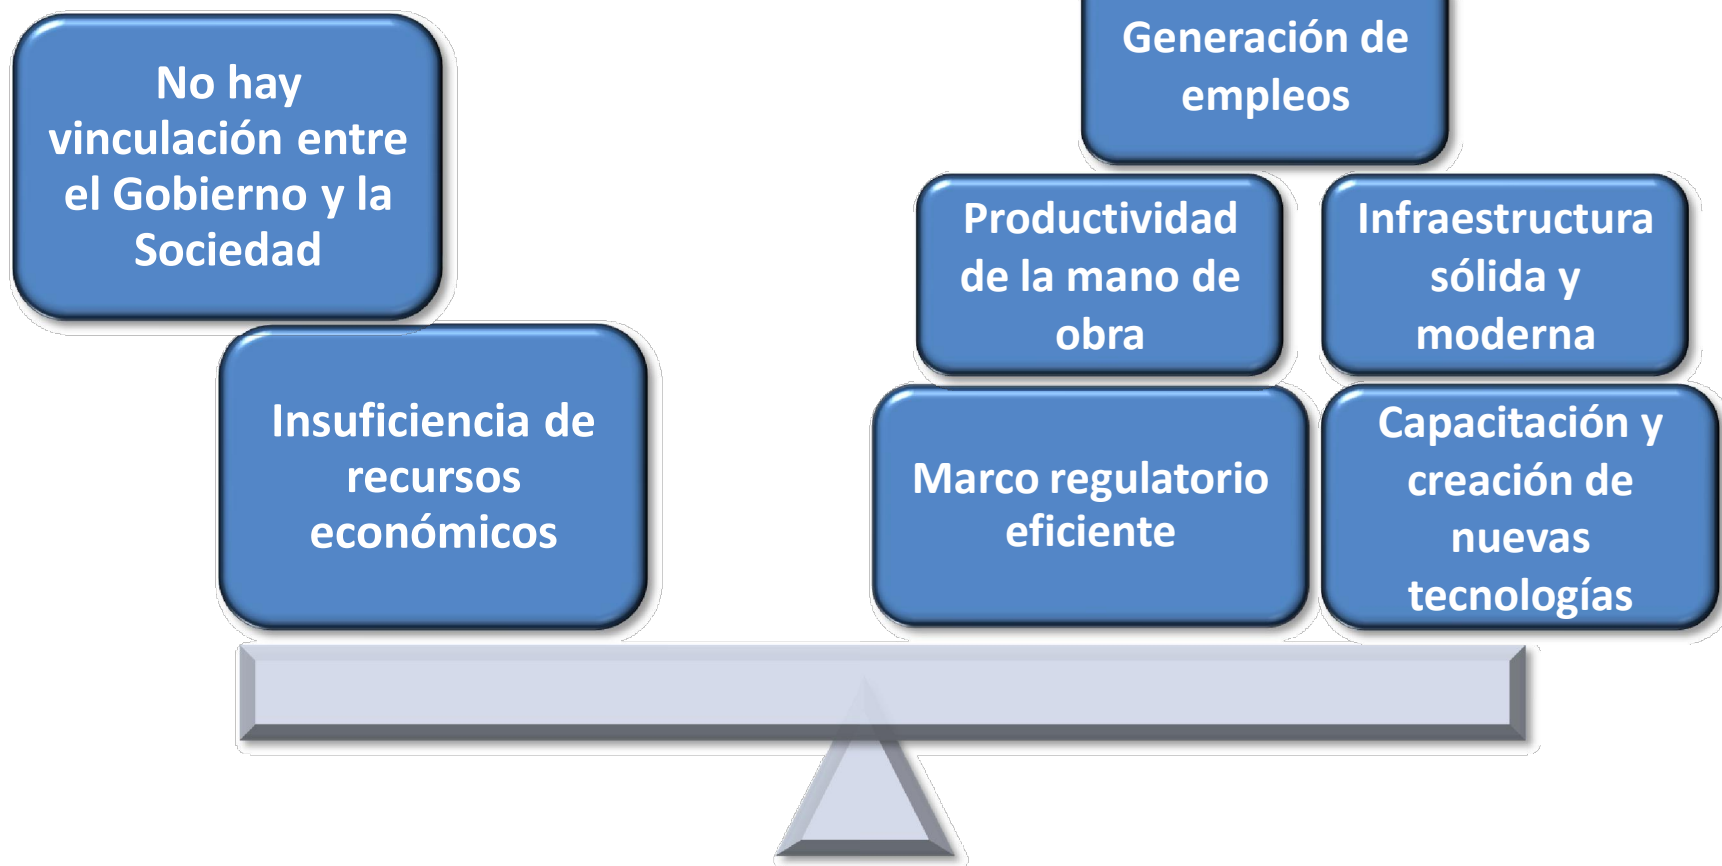 No hay
vinculación entre
el Gobierno y la
Sociedad
Insuficiencia de
recursos
económicos
Generación de
empleos
Productividad
de la mano de
obra
Infraestructura
sólida y
moderna
Marco regulatorio
eficiente
Capacitación y
creación de
nuevas
tecnologías